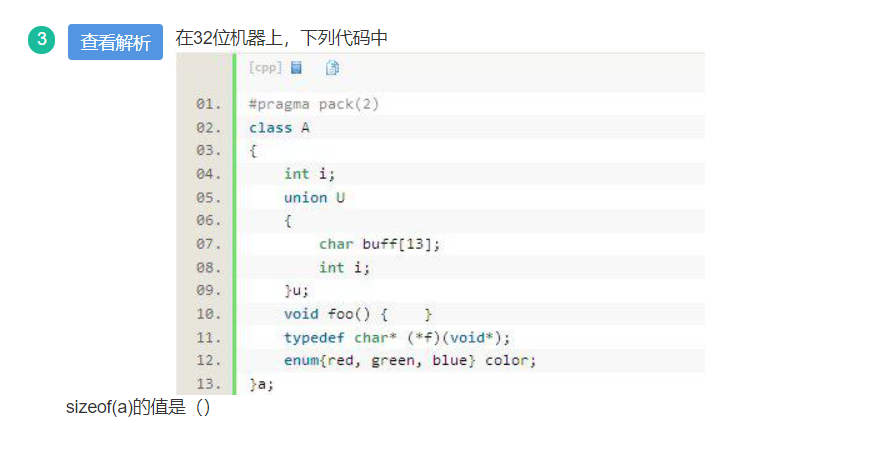 3 查看解析 在32位机器上，下列代码中
[cpp]
01. #pragma pack(2)
02. class A
03. {
04. int i;
05. union U
06. {
07. char buff[13];
08. int i;
09. }u;
10. void foo() { }
11. typedef char* (*f)(void*);
12. enum{red, green, blue} color;
13. }a;
sizeof(a)的值是（）